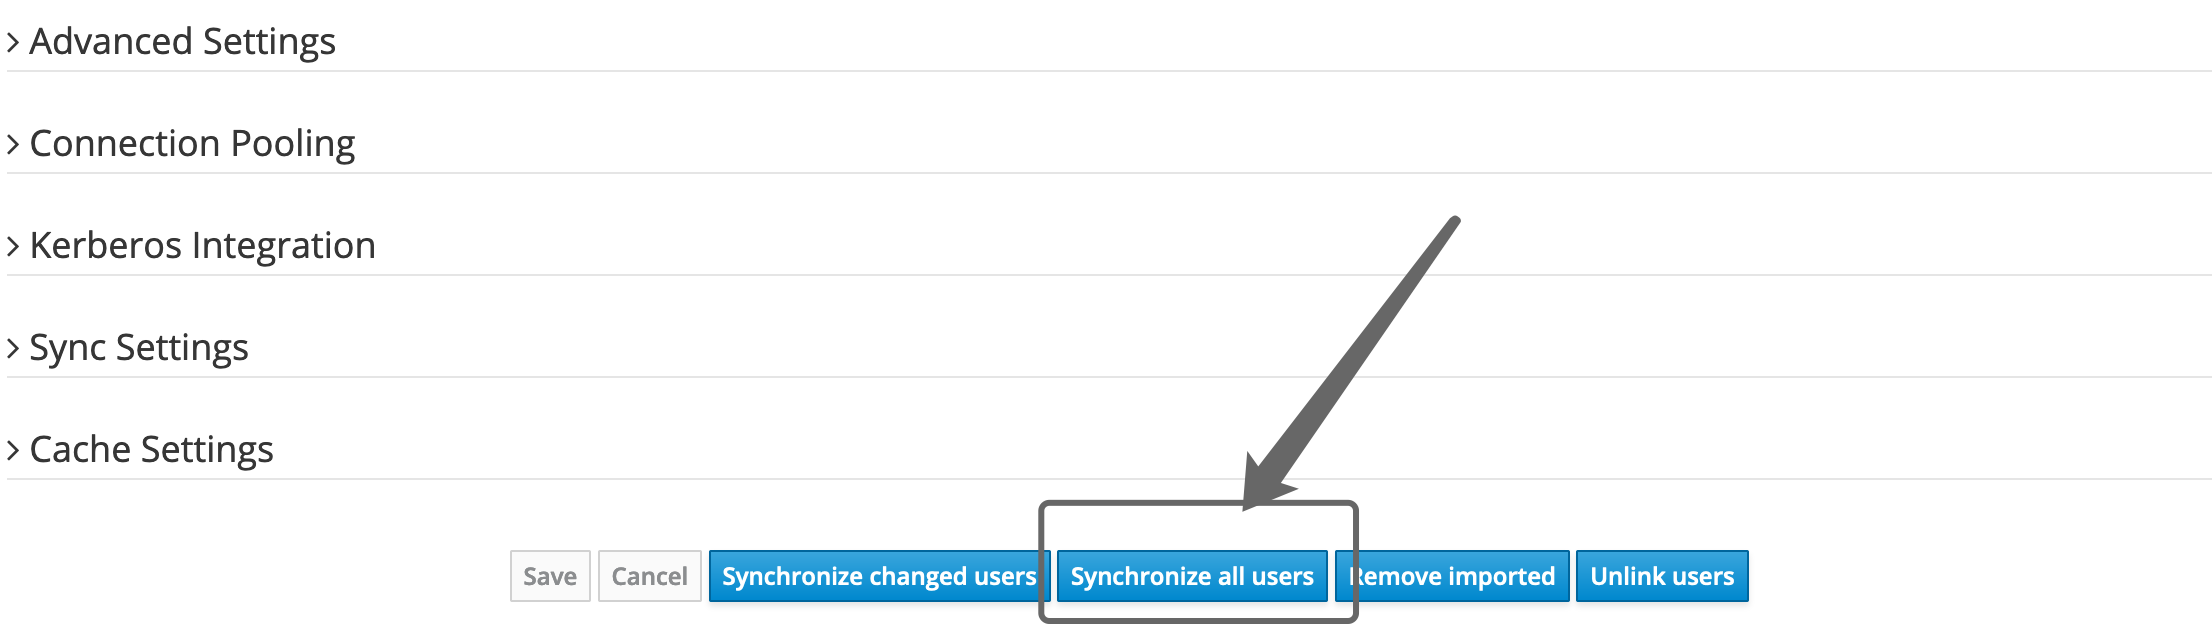 Advanced Settings
Connection Pooling
Kerberos Integration
Sync Settings
Cache Settings
Save Cancel Synchronize changed users Synchronize all users Remove imported Unlink users